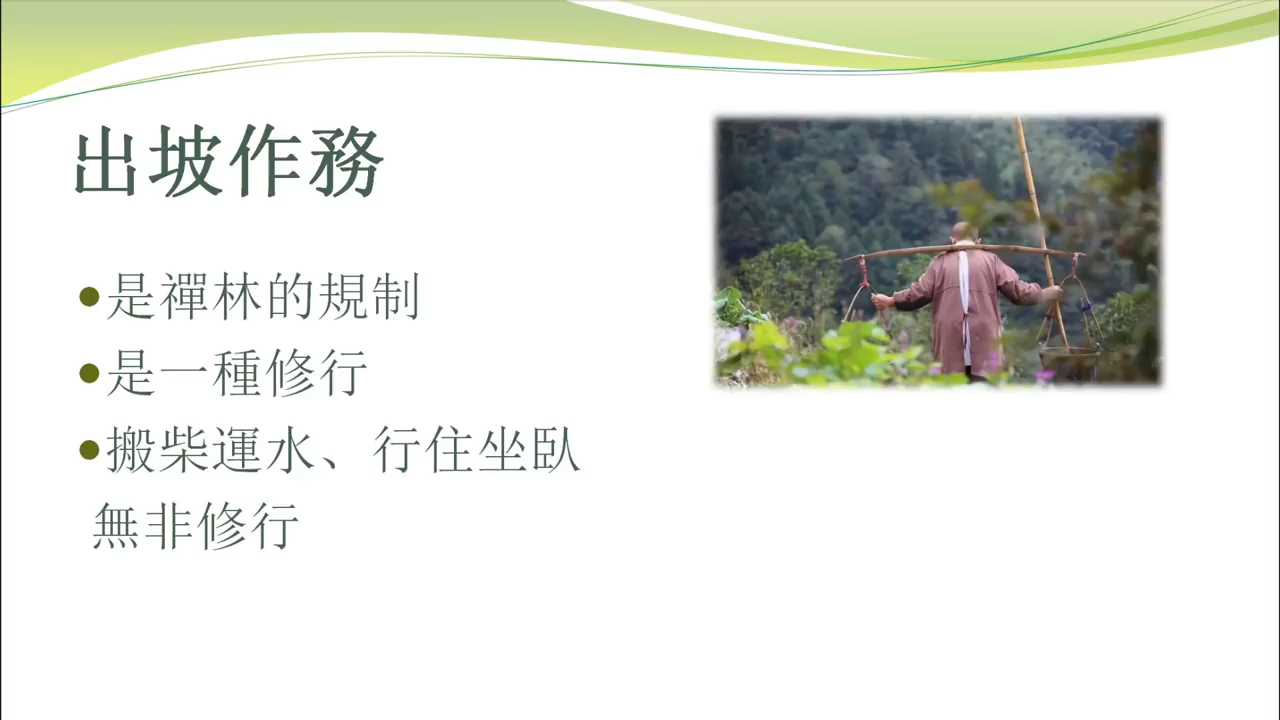 出坡作務
•是禪林的規制
•是一種修行
•搬柴運水、行住坐臥
無非修行